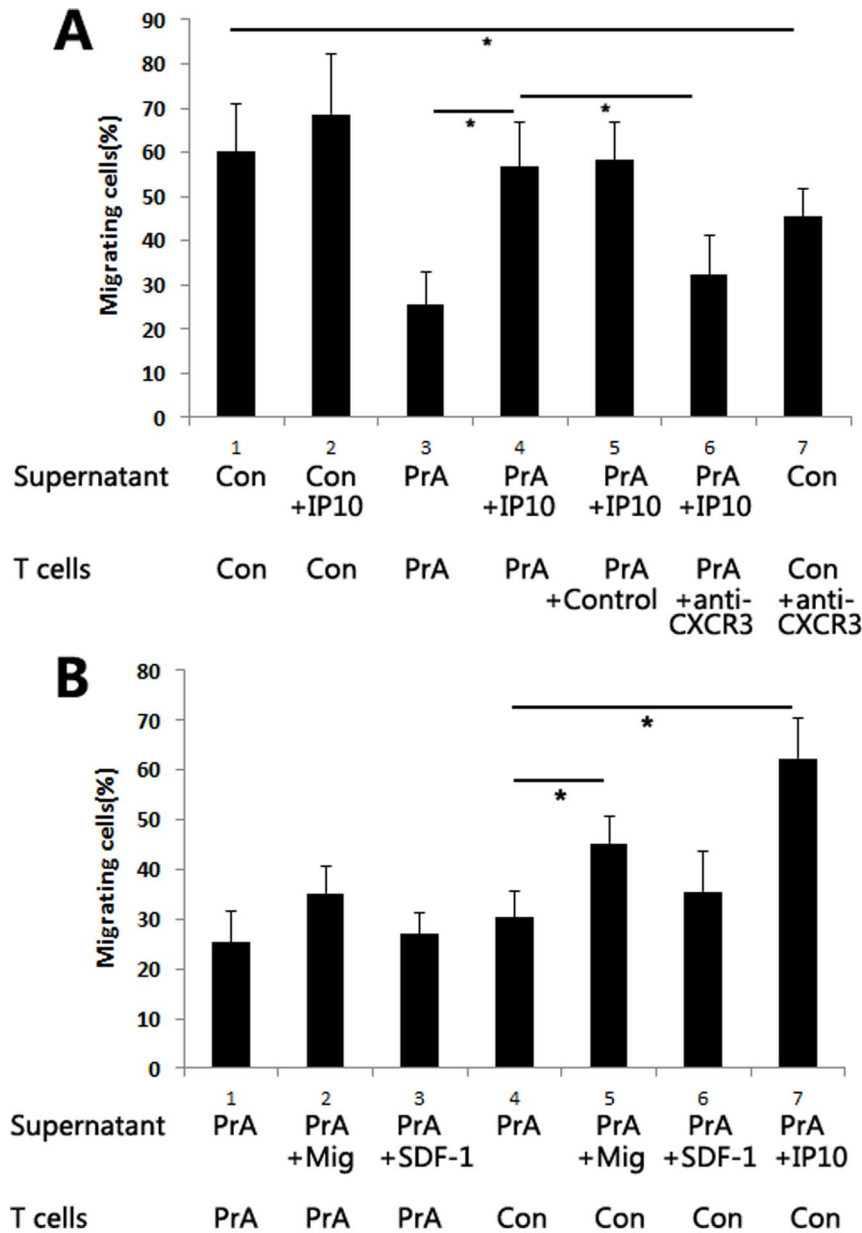 A
90
80
70
60
50
40
30
20
10
0
Migrating cells(%)
* * * 
1 2 3 4 5 6 7
Supernatant Con Con PrA PrA PrA PrA Con
+IP10 +IP10 +IP10 +IP10
T cells Con Con PrA PrA PrA PrA Con
+Control +anti- +anti-
CXCR3 CXCR3
B
80
70
60
50
40
30
20
10
0
Migrating cells(%)
* *
1 2 3 4 5 6 7
Supernatant PrA PrA PrA PrA PrA PrA PrA
+Mig +SDF-1 +Mig +SDF-1 +IP10
T cells PrA PrA PrA Con Con Con Con